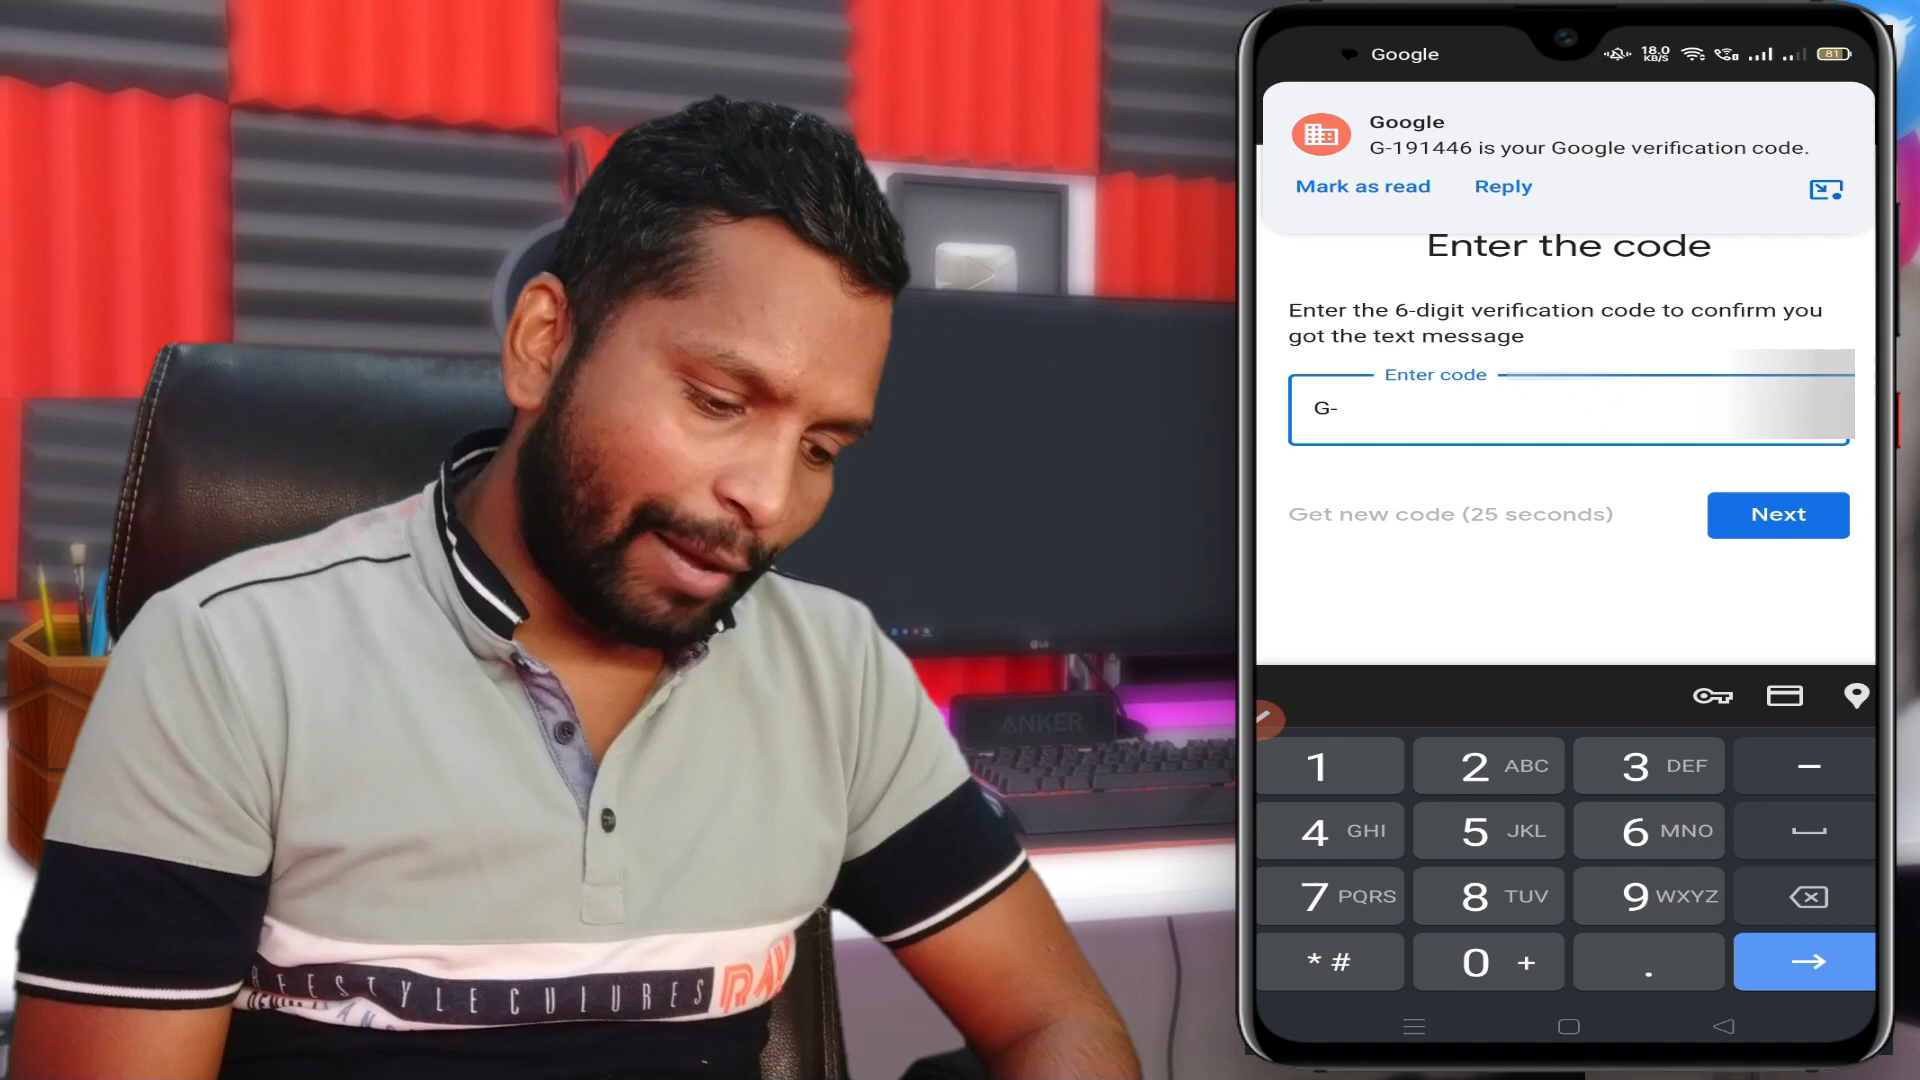 Google
18.0
KB/S
81
Google
G-191446 is your Google verification code.
Mark as read Reply
Enter the code
Enter the 6-digit verification code to confirm you
got the text message
Enter code
G-
Get new code (25 seconds)
Next
1
2 ABC
3 DEF
-
4 GHI
5 JKL
6 MNO
7 PQRS
8 TUV
9 WXYZ
* #
0 +
.
LG
ANKER